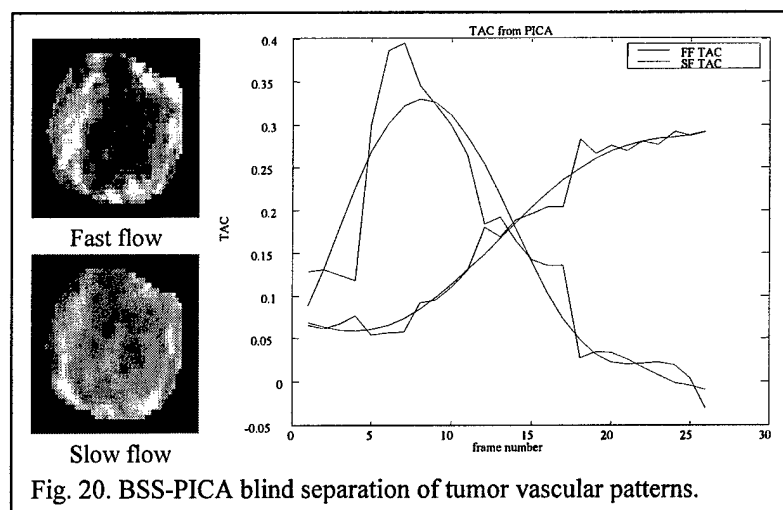 TAC from PICA
FF TAC
SF TAC
0.4
0.35
0.3
0.25
0.2
0.15
0.1
0.05
0
-0.05
TAC
0
5
10
15
20
25
30
frame number
Fast flow
Slow flow
Fig. 20. BSS-PICA blind separation of tumor vascular patterns.